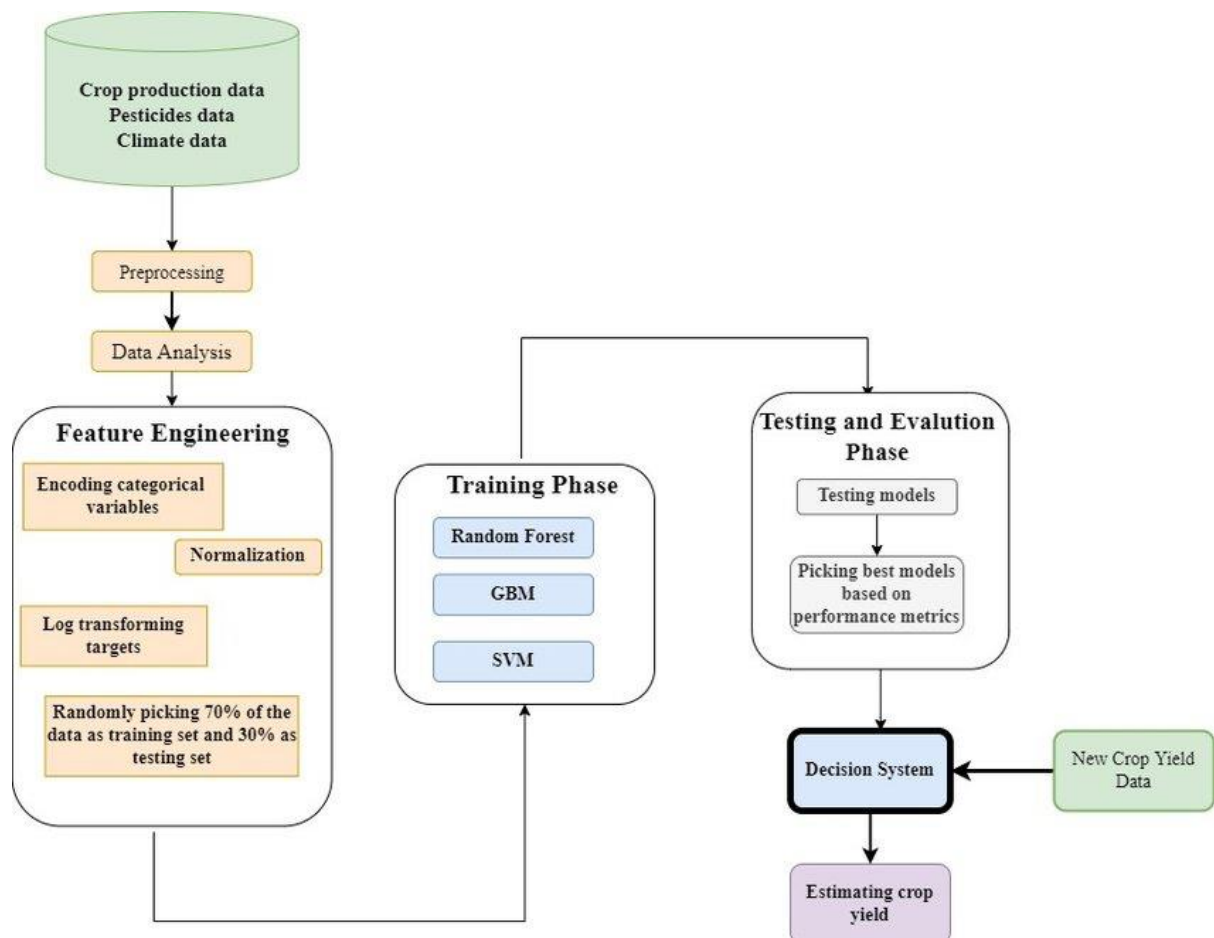 Crop production data
Pesticides data
Climate data
Preprocessing
Data Analysis
Feature Engineering
Encoding categorical
variables
Normalization
Log transforming
targets
Randomly picking 70% of the
data as training set and 30% as
testing set
Training Phase
Random Forest
GBM
SVM
Testing and Evalution
Phase
Testing models
Picking best models
based on
performance metrics
Decision System
New Crop Yield
Data
Estimating crop
yield